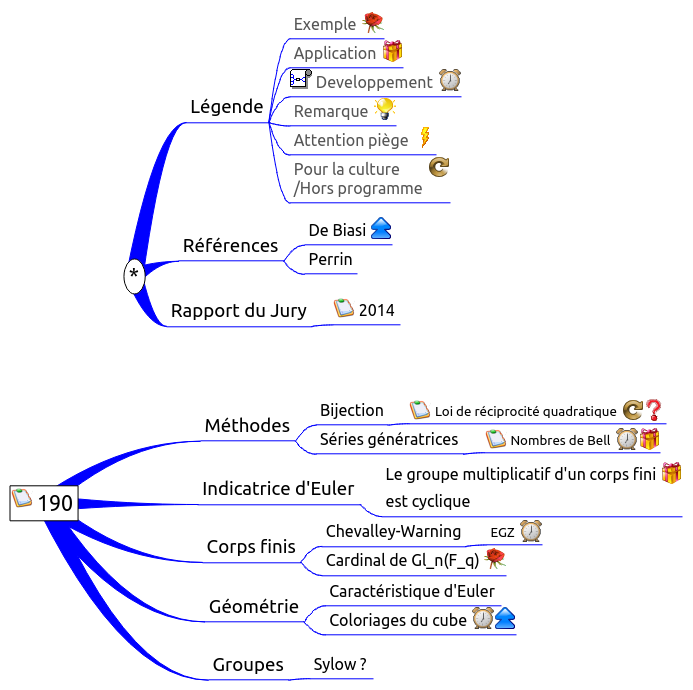 Exemple
Application
Developpement
Remarque
Attention piège
Pour la culture
/Hors programme
Légende
De Biasi
Références
Perrin
*
Rapport du Jury
2014
Bijection
Loi de réciprocité quadratique
Méthodes
Séries génératrices
Nombres de Bell
Le groupe multiplicatif d'un corps fini
est cyclique
Indicatrice d'Euler
190
Chevalley-Warning
EGZ
Corps finis
Cardinal de Gl_n(F_q)
Caractéristique d'Euler
Géométrie
Coloriages du cube
Groupes
Sylow ?